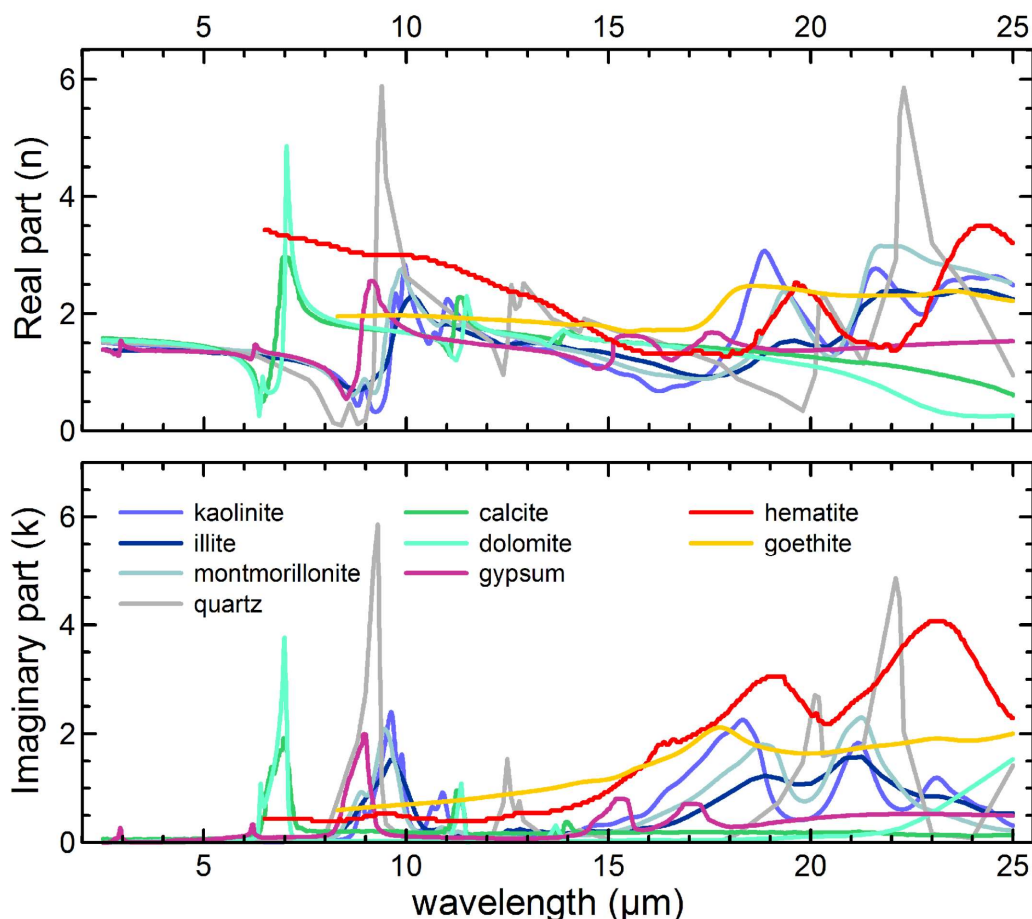 5 10 15 20 25
6
4
2
0
Real part (n)
kaolinite calcite hematite
illite dolomite goethite
montmorillonite gypsum
quartz
6
4
2
0
Imaginary part (k)
5 10 15 20 25
wavelength (µm)